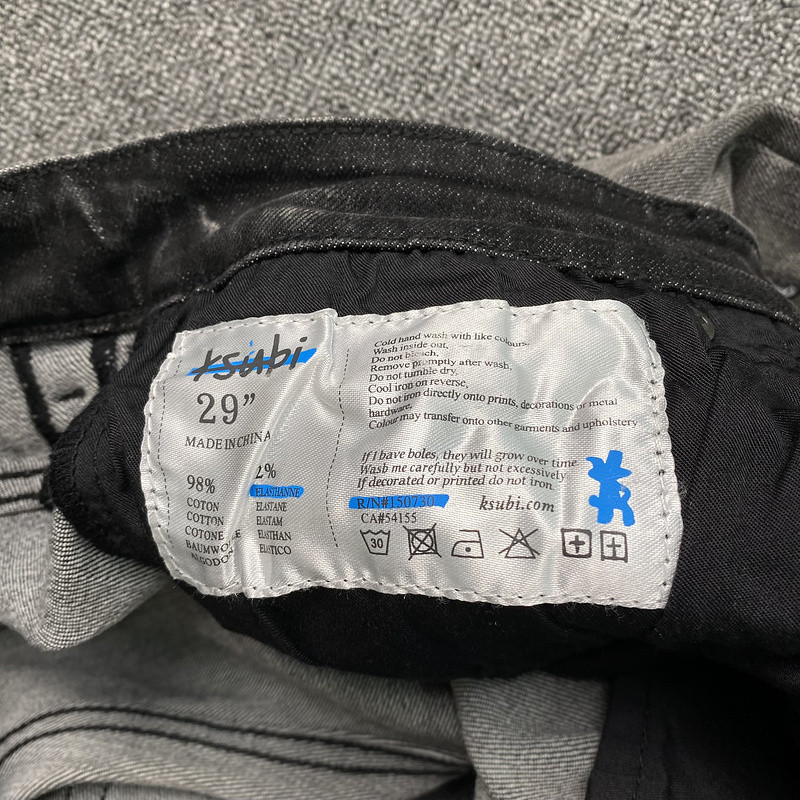 ksubi
29"
MADE IN CHINA
98%
COTON
COTTON
COTONE
BAUMWOL
ALGODO
2%
ELASTHANNE
ELASTANE
ELASTAM
ELASTHAN
ELASTICO
Cold hand wash with like colours.
Wash inside out,
Do not bleach,
Remove promptly after wash,
Do not tumble dry,
Cool iron on reverse,
Do not iron directly onto prints, decorations or metal
hardware,
Colour may transfer onto other garments and upholstery
If I have boles, they will grow over time
Wasb me carefully but not excessively
If decorated or printed do not iron
R/N#150730
ksubi.com
CA#54155
30